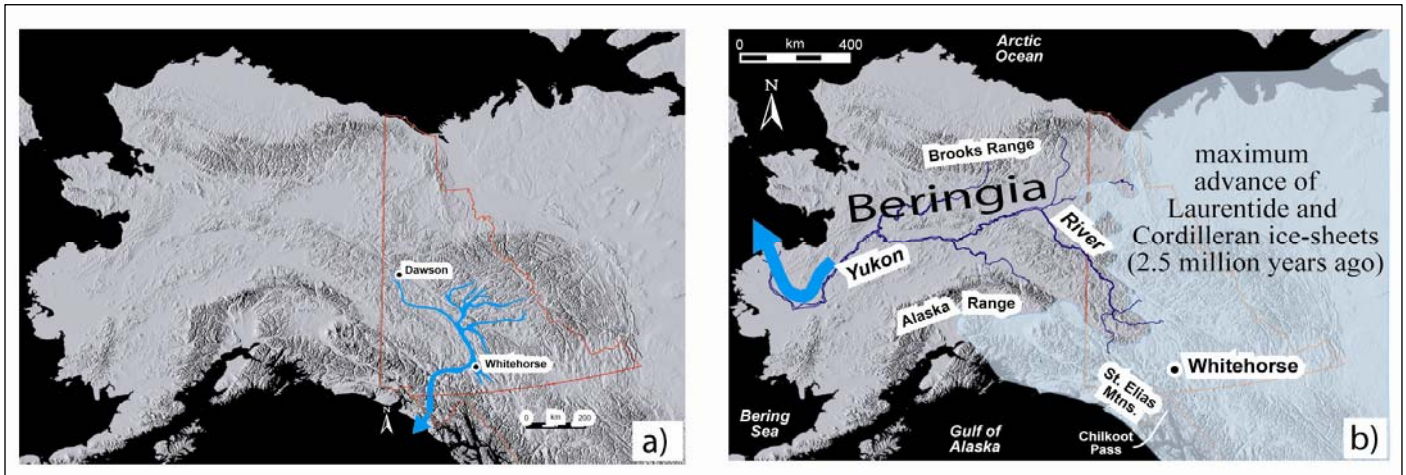 N
Dawson
Whitehorse
0 km 200
a)
0 km 400
N
Arctic
Ocean
Brooks Range
Beringia
Yukon
River
Alaska Range
maximum
advance of
Laurentide and
Cordilleran ice-sheets
(2.5 million years ago)
Whitehorse
St. Elias
Mtns.
Chilkoot
Pass
Bering
Sea
Gulf of
Alaska
b)